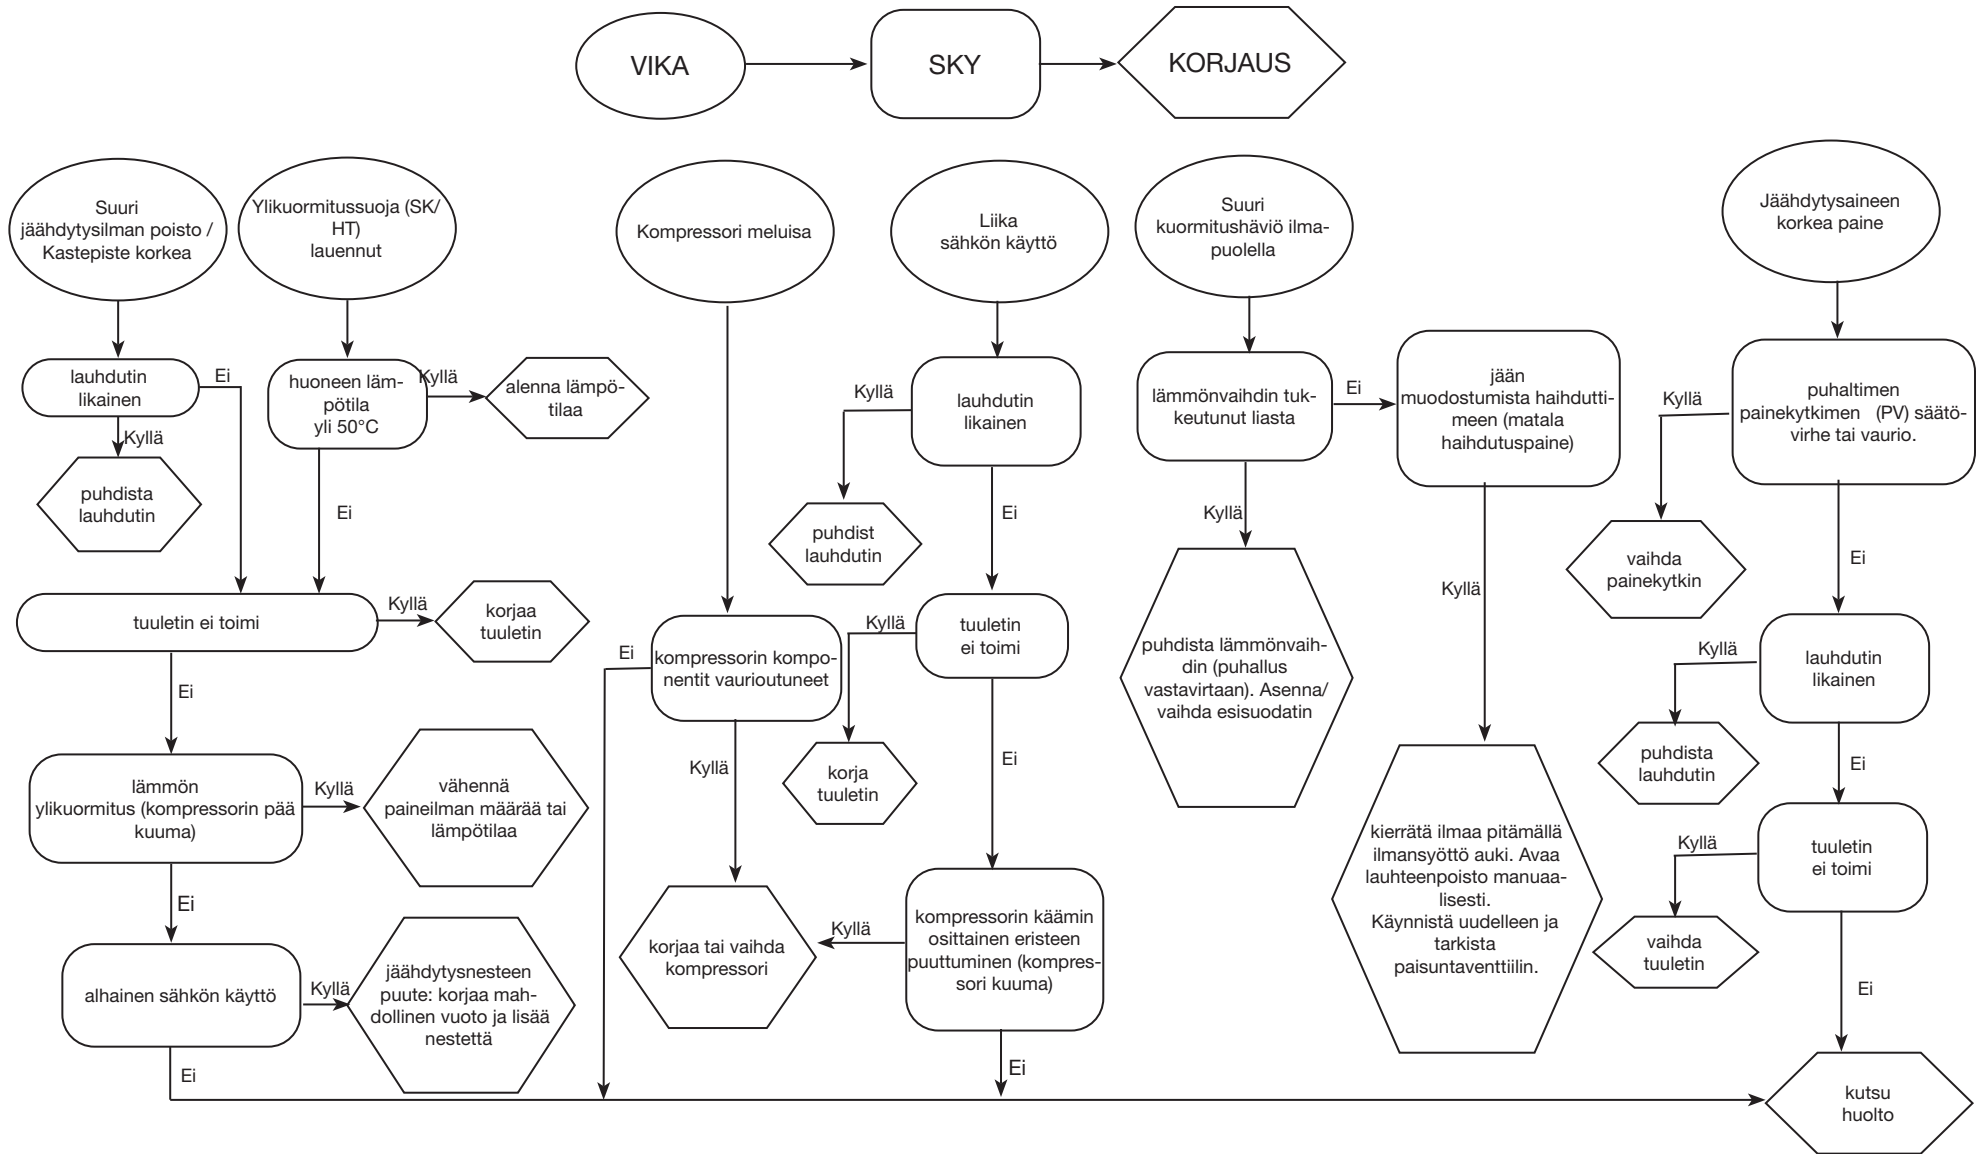 VIKA
SKY
KORJAUS
Suuri
jäähdytysilman poisto /
Kastepiste korkea
Ylikuormitussuoja (SK/
HT)
lauennut
Kompressori meluisa
Liika
sähkön käyttö
Suuri
kuormitushäviö ilma-
puolella
Jäähdytysaineen
korkea paine
lauhdutin
likainen
Ei
Kyllä
puhdista
lauhdutin
huoneen läm-
pötila
yli 50°C
Kyllä
alenna lämpö-
tilaa
Ei
tuuletin ei toimi
Kyllä
korjaa
tuuletin
Ei
lämmön
ylikuormitus (kompressorin pää
kuuma)
Kyllä
vähennä
paineilman määrää tai
lämpötilaa
Ei
alhainen sähkön käyttö
Kyllä
jäähdytysnesteen
puute: korjaa mah-
dollinen vuoto ja lisää
nestettä
Ei
Ei
kompressorin kompo-
nentit vaurioutuneet
Kyllä
korjaa tai vaihda
kompressori
lauhdutin
likainen
Kyllä
puhdist
lauhdutin
Ei
tuuletin
ei toimi
Kyllä
korja
tuuletin
Ei
kompressorin käämin
osittainen eristeen
puuttuminen (kompres-
sori kuuma)
Kyllä
Ei
lämmönvaihdin tuk-
keutunut liasta
Ei
Kyllä
puhdista lämmönvaih-
din (puhallus
vastavirtaan). Asenna/
vaihda esisuodatin
jään
muodostumista haihdutti-
meen (matala
haihdutuspaine)
Kyllä
kierrätä ilmaa pitämällä
ilmansyöttö auki. Avaa
lauhteenpoisto manuaa-
lisesti.
Käynnistä uudelleen ja
tarkista
paisuntaventtiilin.
puhaltimen
painekytkimen (PV) säätö-
virhe tai vaurio.
Kyllä
vaihda
painekytkin
Ei
lauhdutin
likainen
Kyllä
puhdista
lauhdutin
Ei
tuuletin
ei toimi
Kyllä
vaihda
tuuletin
Ei
kutsu
huolto